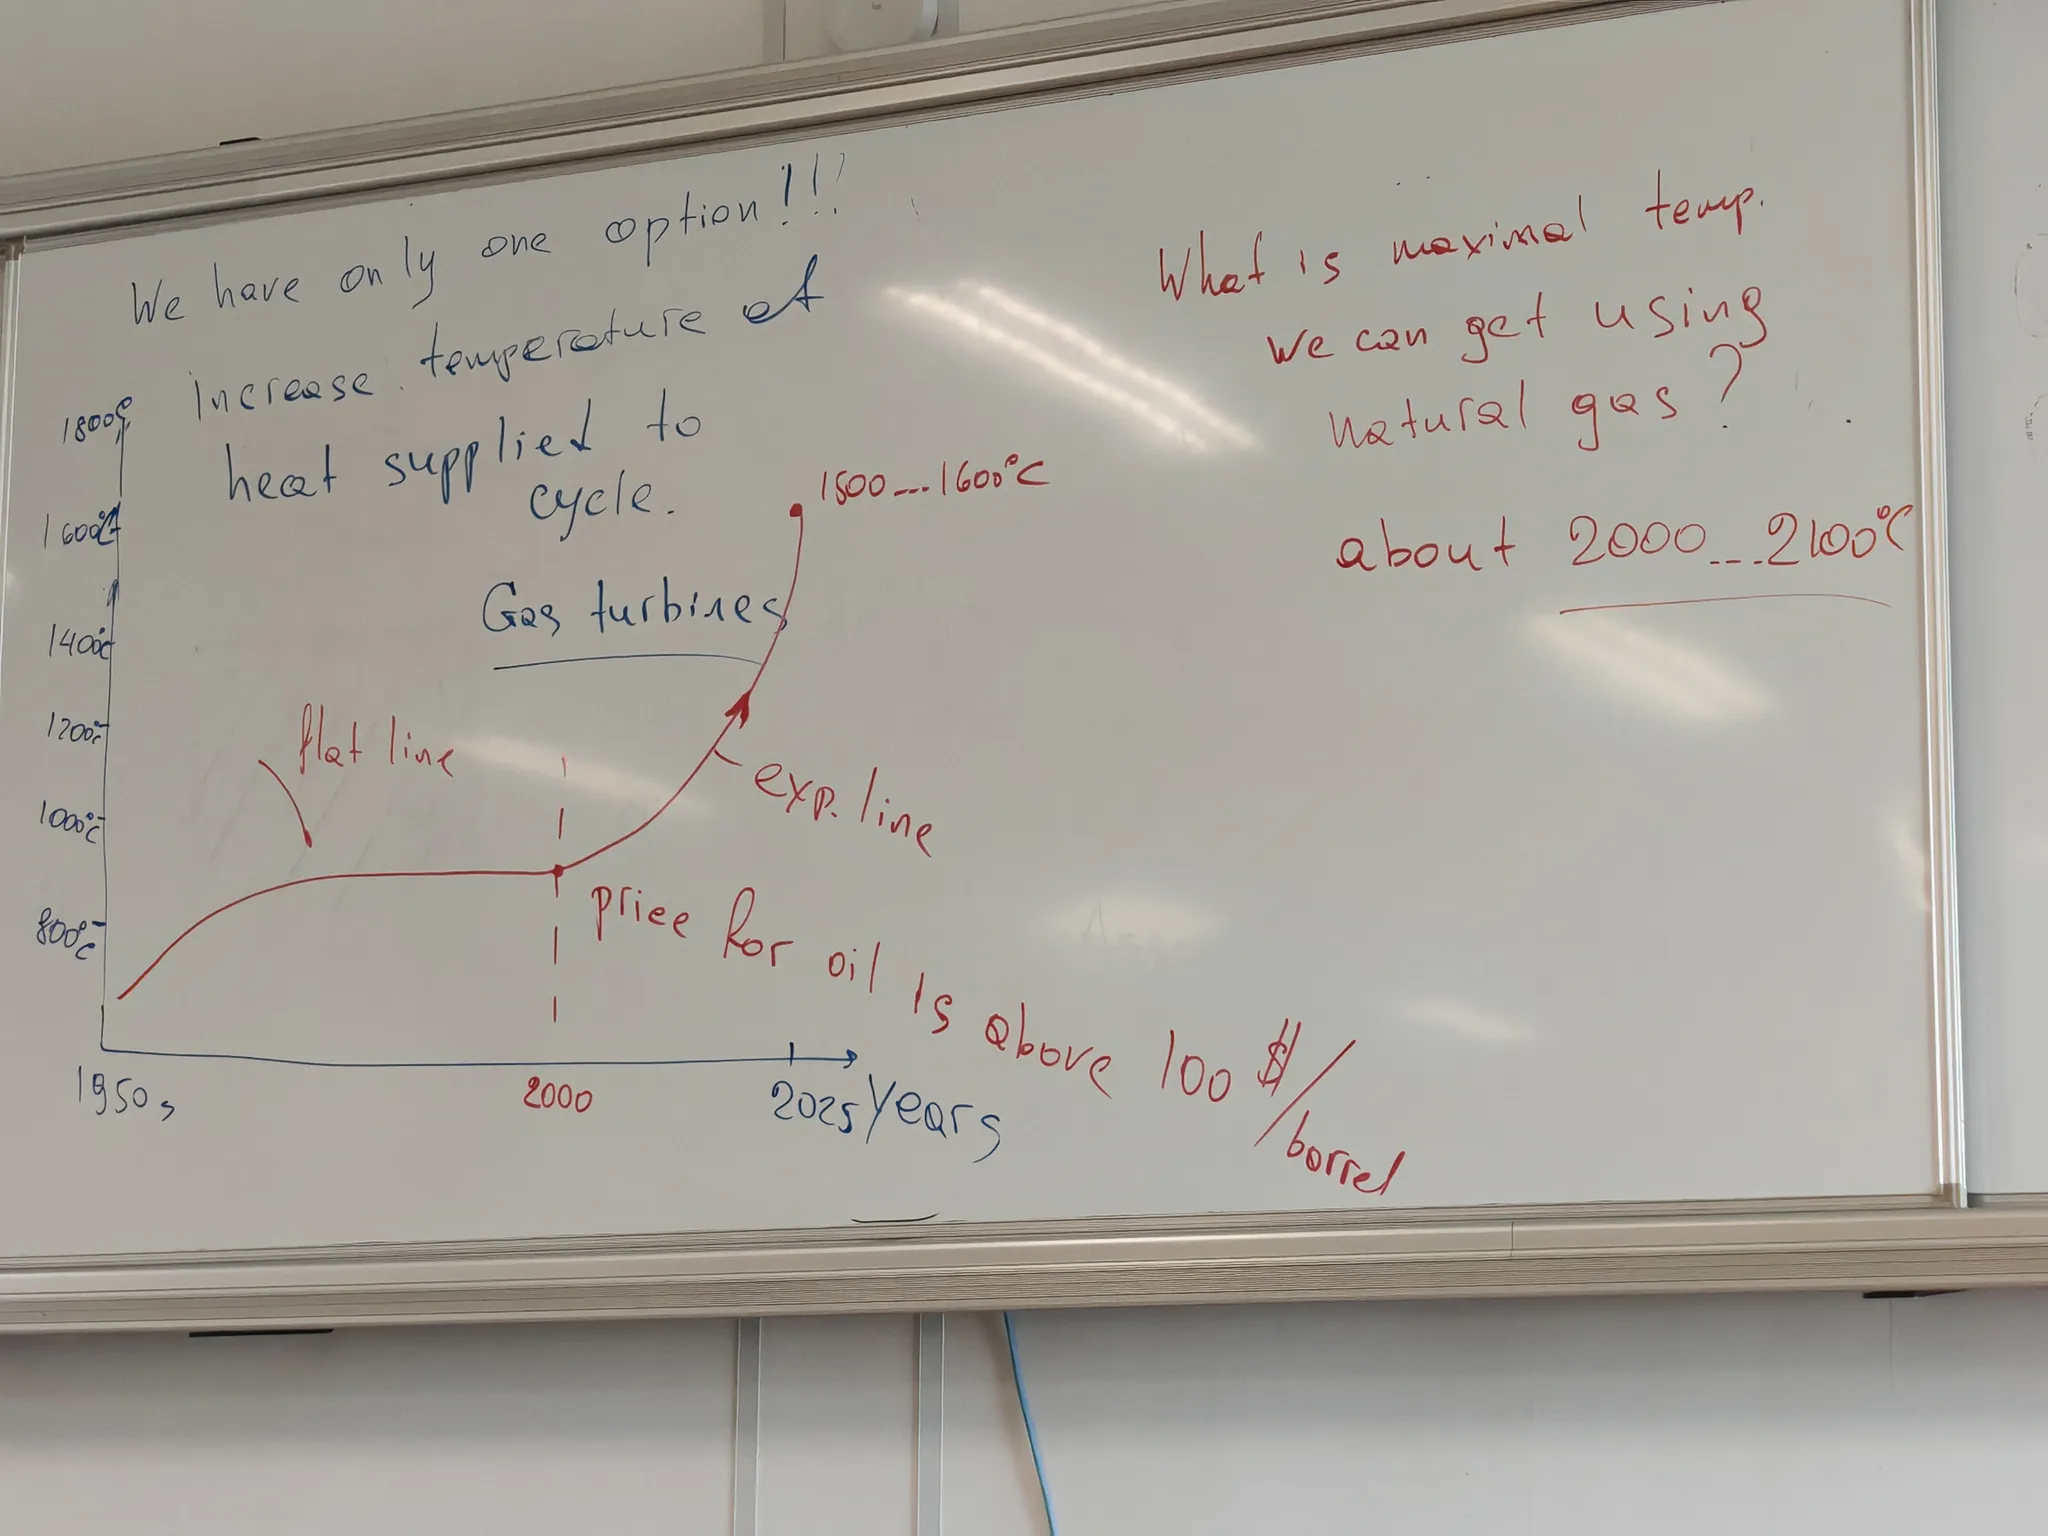 We have only one option!!!
increase temperature of
heat supplied to
cycle.
1800°C
1600°C
1400°C
1200°C
1000°C
800°C
Gas turbines
1500...1600°C
flat line
exp. line
price for oil is above 100 $/borrel
1950s
2000
2025
Years
What is maximal temp.
we can get using
natural gas?
about 2000...2100°C